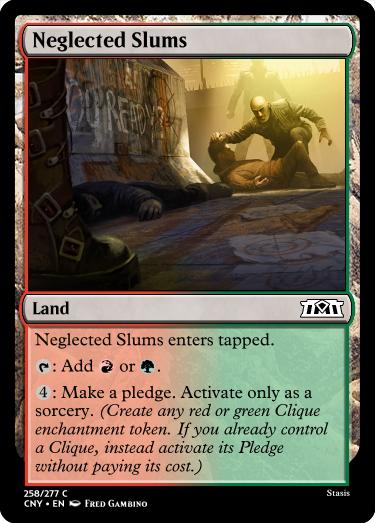 Neglected Slums
Land
Neglected Slums enters tapped.
: Add or .
4: Make a pledge. Activate only as a
sorcery. (Create any red or green Clique
enchantment token. If you already control
a Clique, instead activate its Pledge
without paying its cost.)
258/277 C
CNY • EN FRED GAMBINO
Stasis